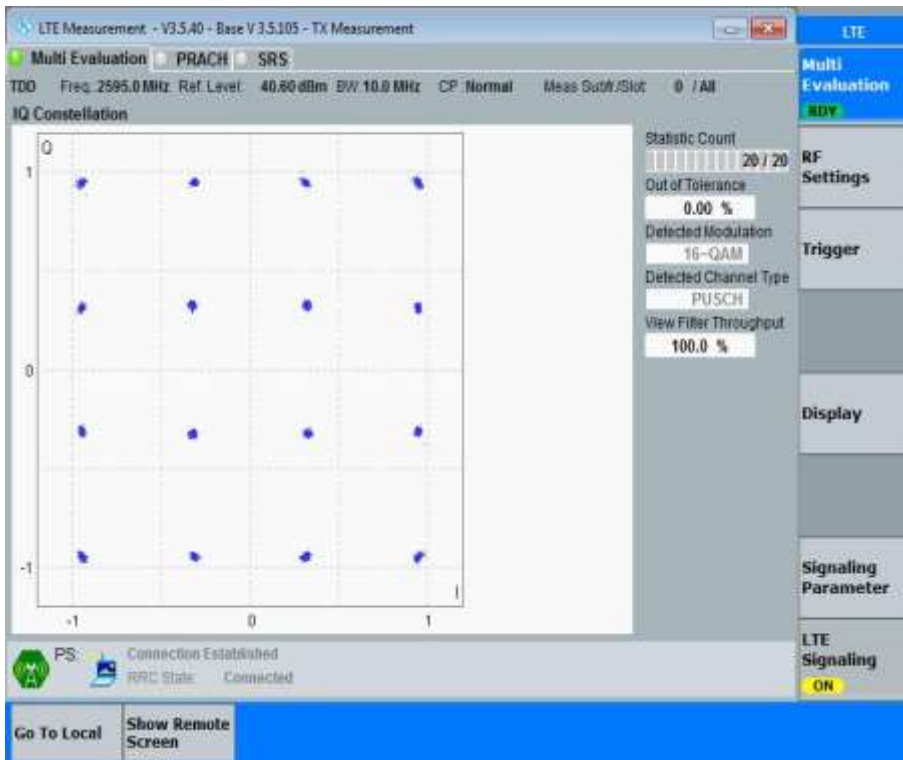 LTE Measurement - V3.5.40 - Base V 3.5.105 - TX Measurement
LTE
Multi Evaluation PRACH SRS
Multi Evaluation
RDY
TDD Freq.:2595.0 MHz Ref. Level: 40.60 dBm BW: 10.0 MHz CP: Normal Meas Subfr./Slot: 0 / All
IQ Constellation
Q
1
0
-1
-1 0 1
I
Statistic Count
20 / 20
Out of Tolerance
0.00 %
Detected Modulation
16-QAM
Detected Channel Type
PUSCH
View Filter Throughput
100.0 %
RF Settings
Trigger
Display
Signaling Parameter
LTE Signaling
ON
PS: Connection Established
RRC State: Connected
Go To Local
Show Remote Screen